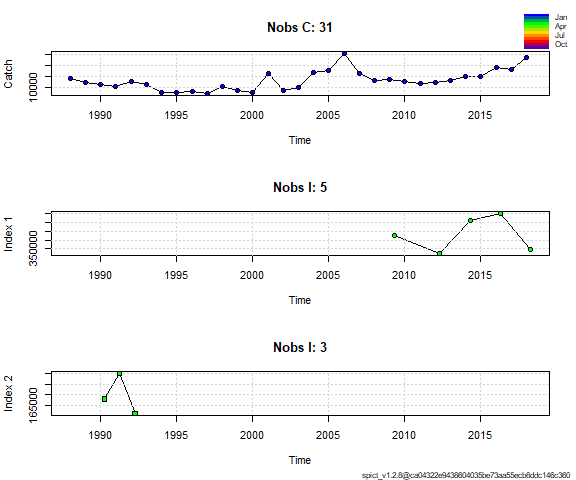 Nobs C: 31
Jan
Apr
Jul
Oct
Catch
10000
1990 1995 2000 2005 2010 2015
Time
Nobs I: 5
Index 1
350000
1990 1995 2000 2005 2010 2015
Time
Nobs I: 3
Index 2
165000
1990 1995 2000 2005 2010 2015
Time
spict_v1.2.8@ca04322e9438604035be73aa55ecb6ddc146c360